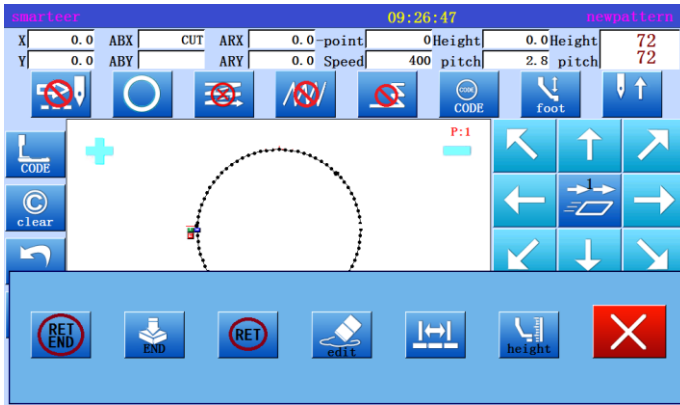 smarteer 09:26:47 newpattern
X 0.0 ABX CUT ARX 0.0 -point 0 Height 0.0 Height 72
Y 0.0 ABY ARY 0.0 Speed 400 pitch 2.8 pitch 72
CODE
CODE foot
P:1
CODE
1
C
clear
RET
END
END
RET
edit
height